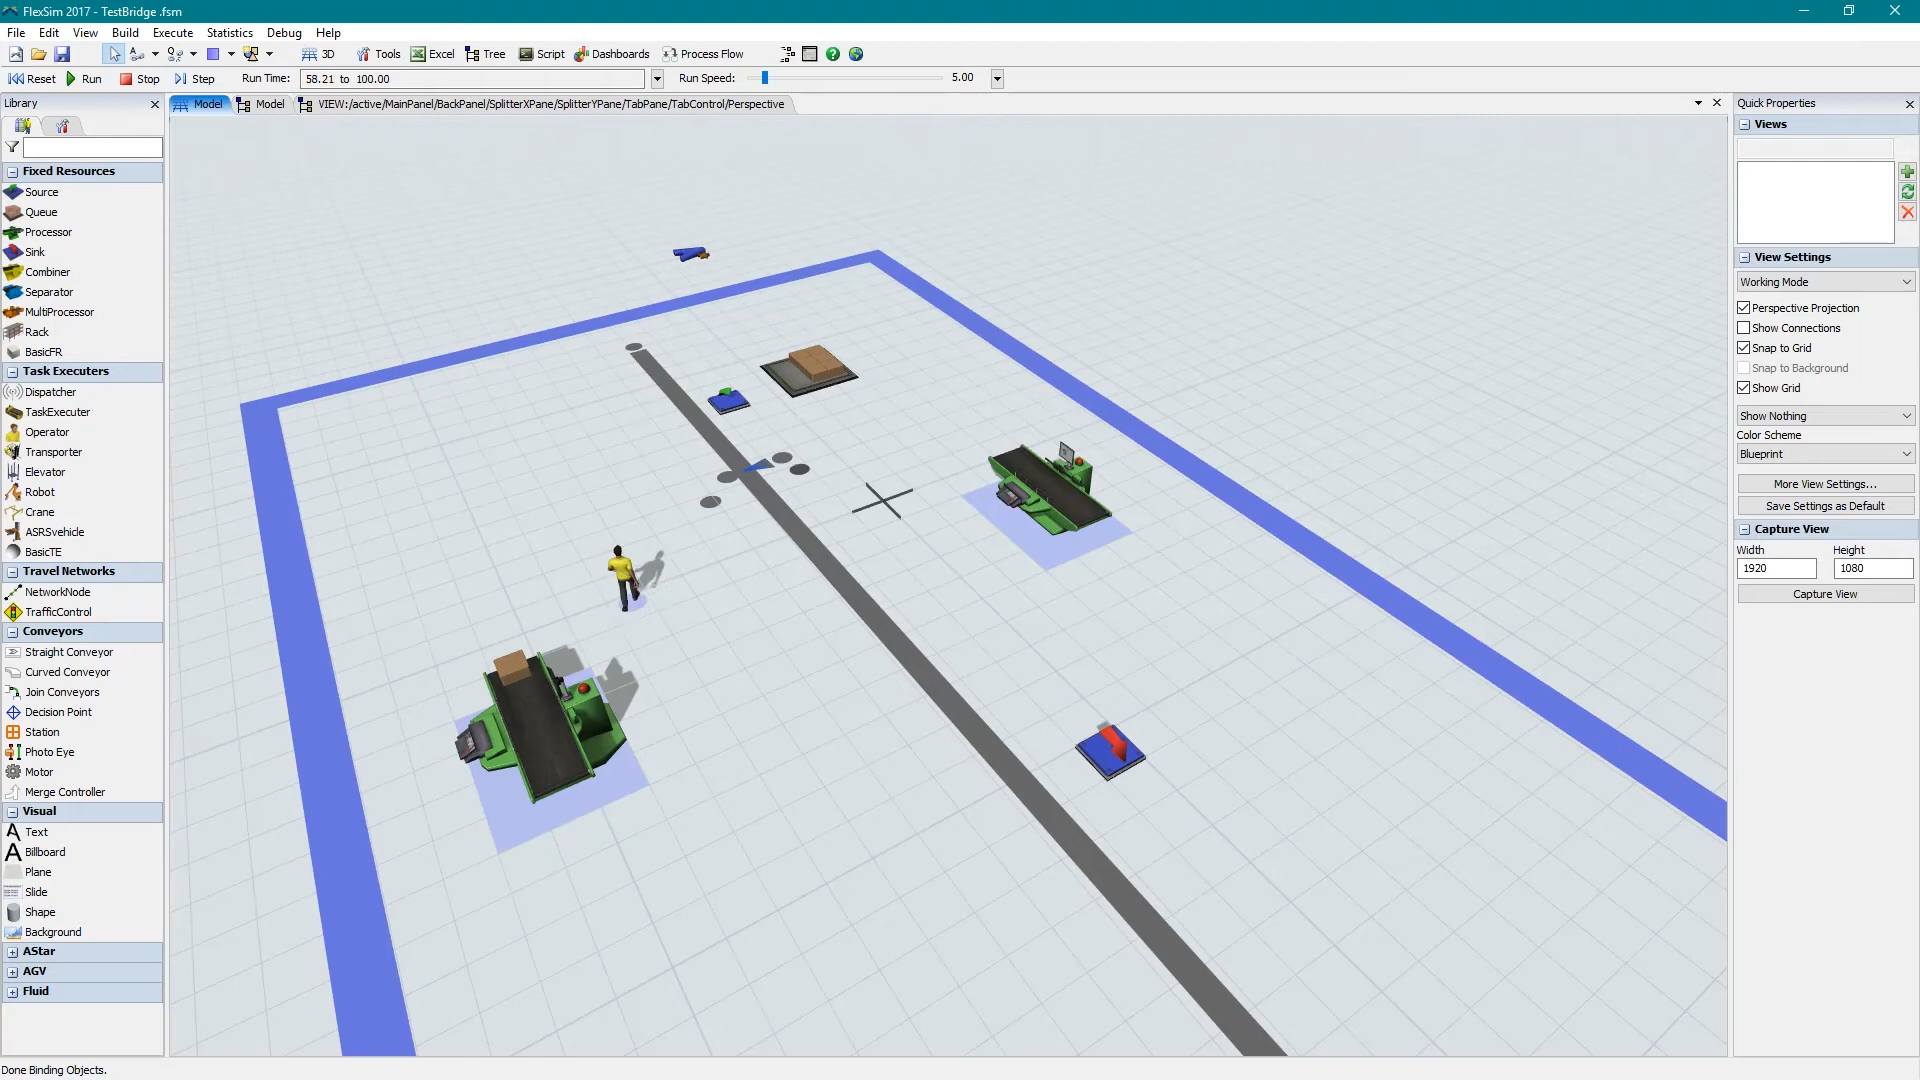 FlexSim 2017 - TestBridge .fsm
File Edit View Build Execute Statistics Debug Help
3D Tools Excel Tree Script Dashboards Process Flow
Reset Run Stop Step Run Time: 58.21 to 100.00 Run Speed: 5.00
Library
Model Model VIEW:/active/MainPanel/BackPanel/SplitterXPane/SplitterYPane/TabPane/TabControl/Perspective
Fixed Resources
Source
Queue
Processor
Sink
Combiner
Separator
MultiProcessor
Rack
BasicFR
Task Executers
Dispatcher
TaskExecuter
Operator
Transporter
Elevator
Robot
Crane
ASRSvehicle
BasicTE
Travel Networks
NetworkNode
TrafficControl
Conveyors
Straight Conveyor
Curved Conveyor
Join Conveyors
Decision Point
Station
Photo Eye
Motor
Merge Controller
Visual
Text
Billboard
Plane
Slide
Shape
Background
AStar
AGV
Fluid
Quick Properties
Views
View Settings
Working Mode
Perspective Projection
Show Connections
Snap to Grid
Snap to Background
Show Grid
Show Nothing
Color Scheme
Blueprint
More View Settings...
Save Settings as Default
Capture View
Width Height
1920 1080
Capture View
Done Binding Objects.